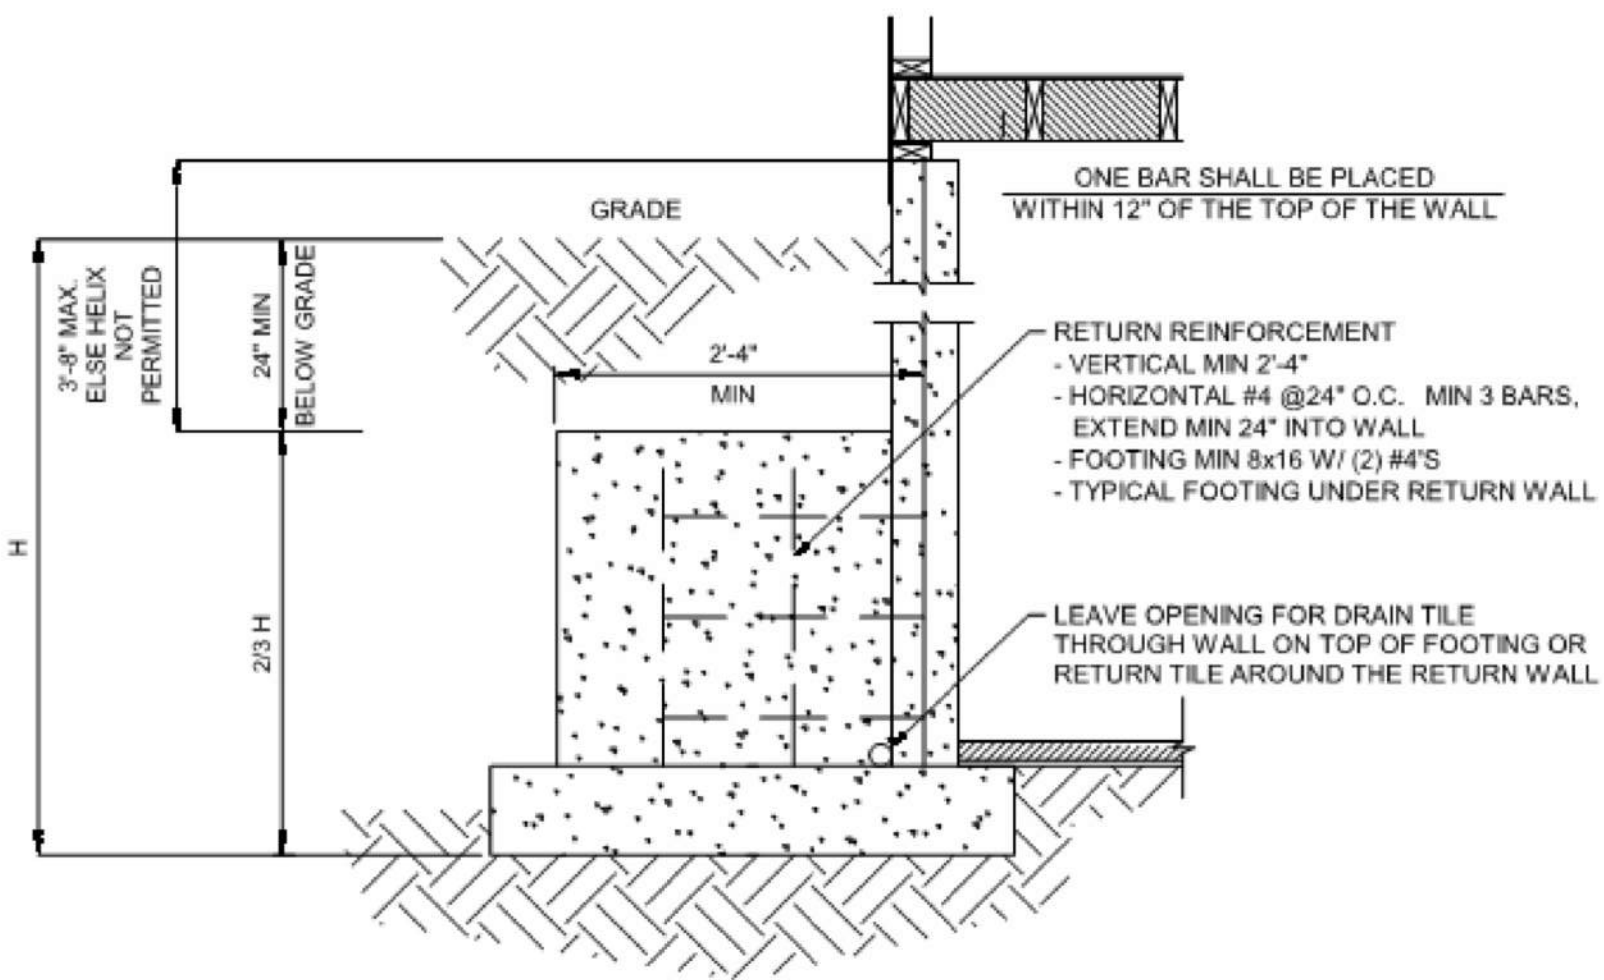 ONE BAR SHALL BE PLACED
WITHIN 12" OF THE TOP OF THE WALL
GRADE
3'-8" MAX.
ELSE HELIX
NOT
PERMITTED
24" MIN
BELOW GRADE
2'-4"
MIN
RETURN REINFORCEMENT
- VERTICAL MIN 2'-4"
- HORIZONTAL #4 @24" O.C. MIN 3 BARS,
EXTEND MIN 24" INTO WALL
- FOOTING MIN 8x16 W/ (2) #4'S
- TYPICAL FOOTING UNDER RETURN WALL
H
2/3 H
LEAVE OPENING FOR DRAIN TILE
THROUGH WALL ON TOP OF FOOTING OR
RETURN TILE AROUND THE RETURN WALL